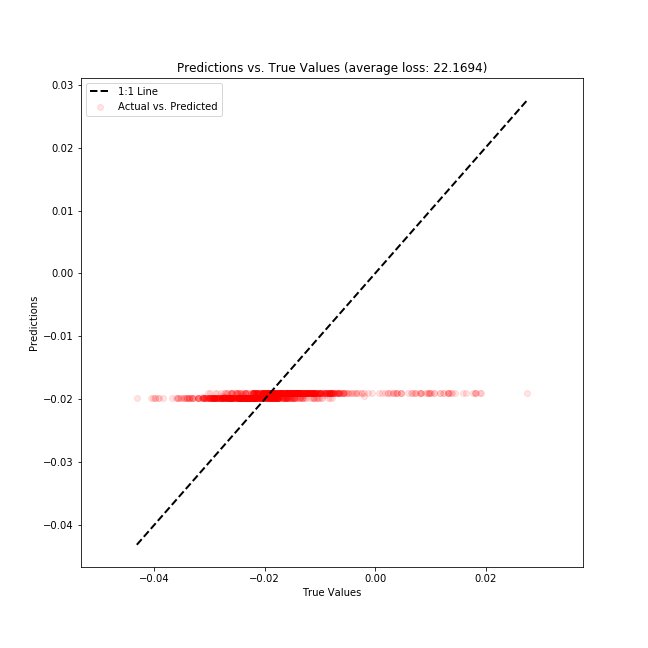 Predictions vs. True Values (average loss: 22.1694)
1:1 Line
Actual vs. Predicted
0.03
0.02
0.01
0.00
−0.01
−0.02
−0.03
−0.04
Predictions
−0.04 −0.02 0.00 0.02
True Values